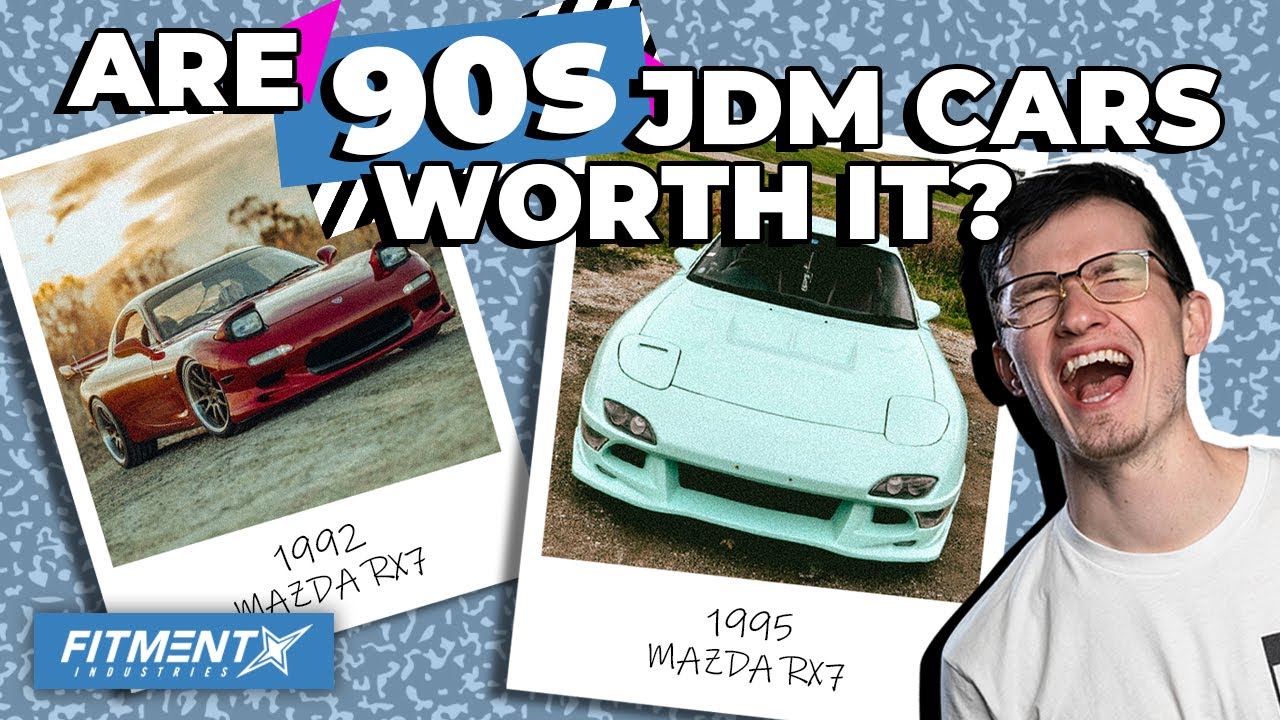 ARE 90s JDM CARS
WORTH IT?
1992
MAZDA RX7
1995
MAZDA RX7
FITMENT
INDUSTRIES